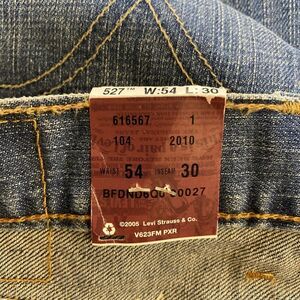 527™ W:54 L:30
616567 1
104 2010
WAIST 54 INSEAM 30
©2005 Levi Strauss & Co.
V623FM PXR